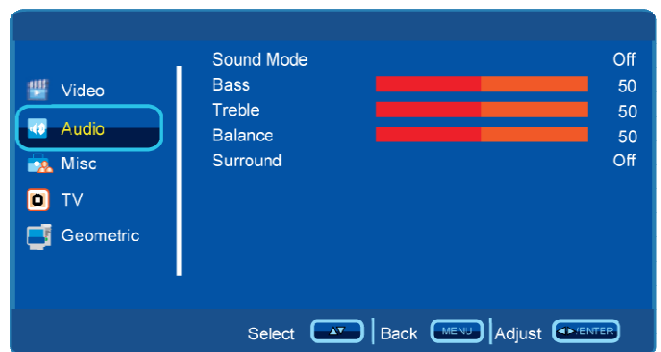 Video
Audio
Misc
TV
Geometric
Sound Mode Off
Bass 50
Treble 50
Balance 50
Surround Off
Select ▲▼ Back MENU Adjust ◀▶/ENTER